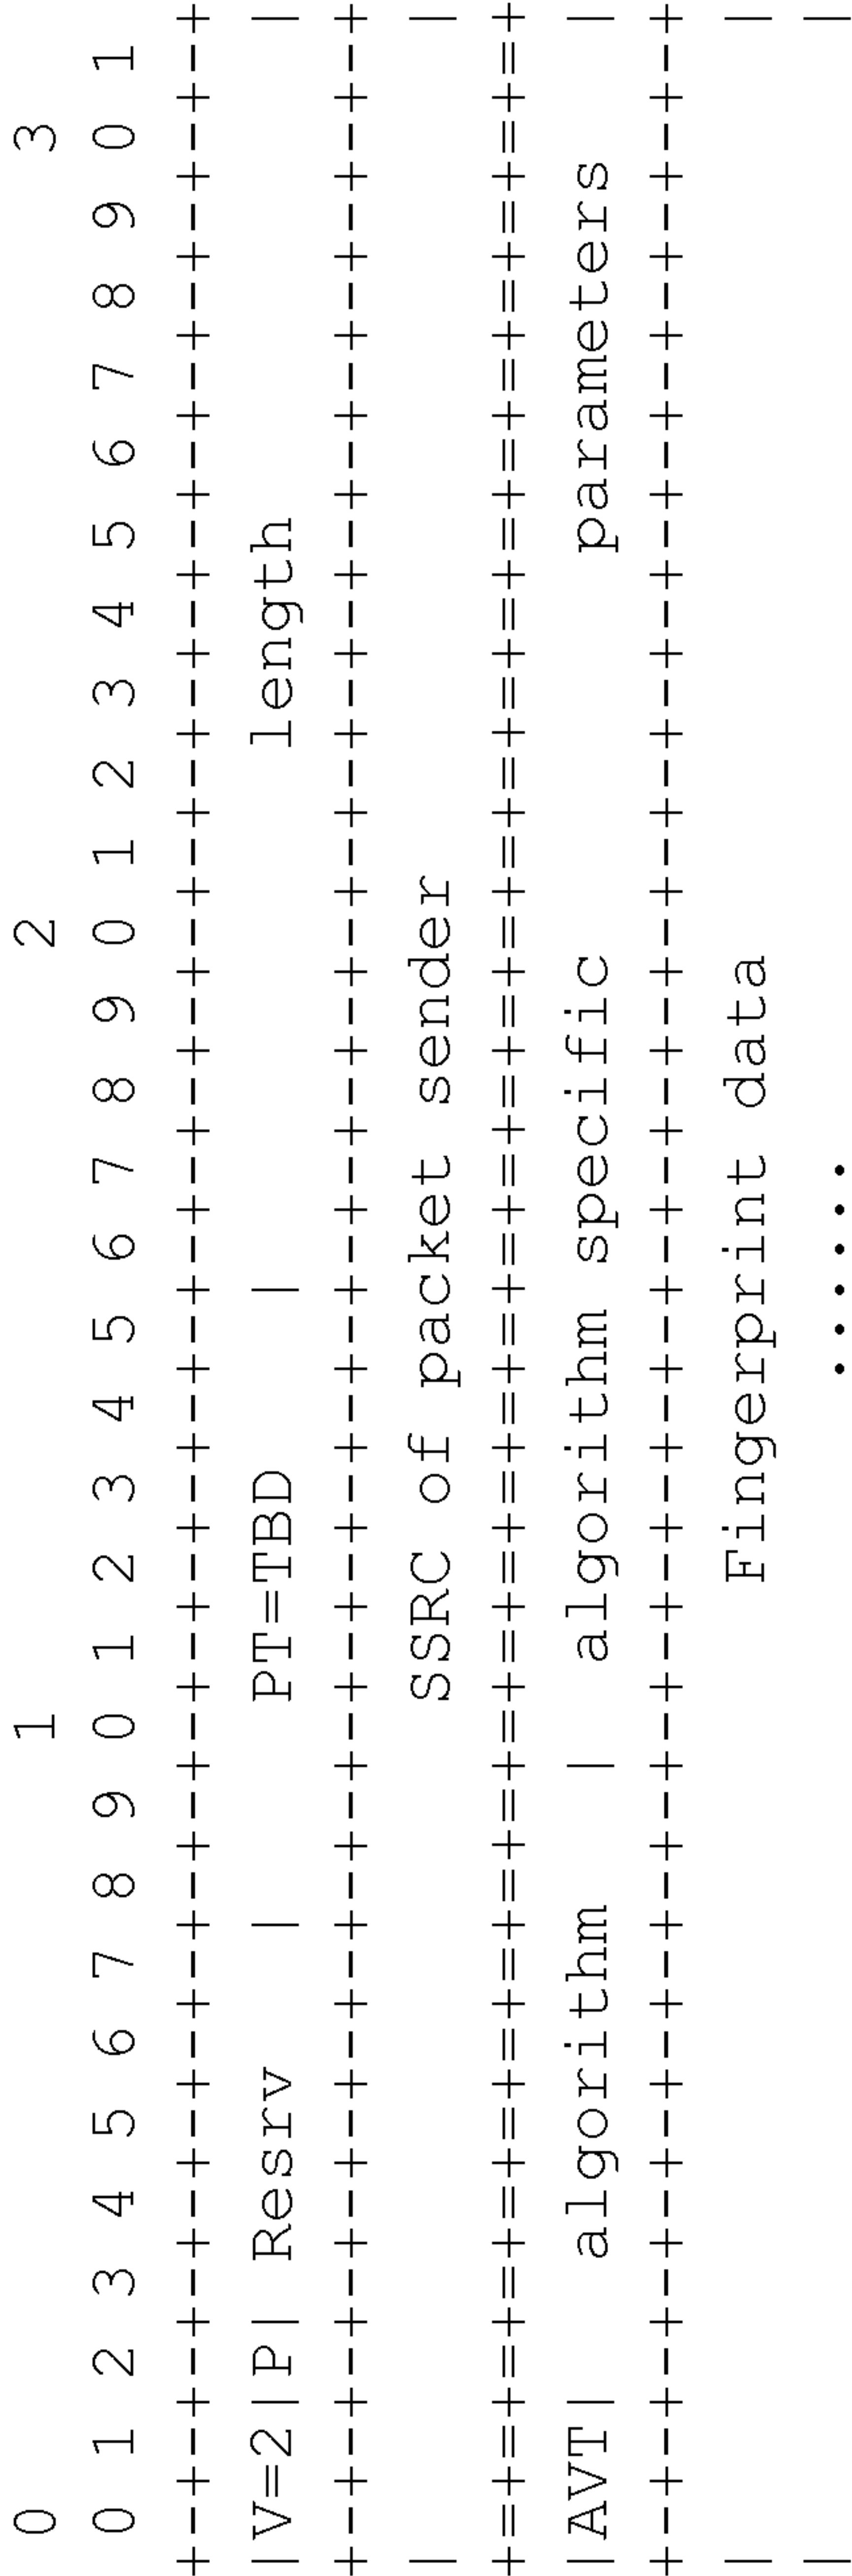 0                   1                   2                   3
 0 1 2 3 4 5 6 7 8 9 0 1 2 3 4 5 6 7 8 9 0 1 2 3 4 5 6 7 8 9 0 1
+-+-+-+-+-+-+-+-+-+-+-+-+-+-+-+-+-+-+-+-+-+-+-+-+-+-+-+-+-+-+-+-+
|V=2|P| Resrv   |     PT=TBD    |             length            |
+-+-+-+-+-+-+-+-+-+-+-+-+-+-+-+-+-+-+-+-+-+-+-+-+-+-+-+-+-+-+-+-+
|                     SSRC of packet sender                     |
+=+=+=+=+=+=+=+=+=+=+=+=+=+=+=+=+=+=+=+=+=+=+=+=+=+=+=+=+=+=+=+=+
|AVT|   algorithm   |  algorithm specific          parameters   |
+-+-+-+-+-+-+-+-+-+-+-+-+-+-+-+-+-+-+-+-+-+-+-+-+-+-+-+-+-+-+-+-+
|                        Fingerprint data                       |
|                             ......                            |